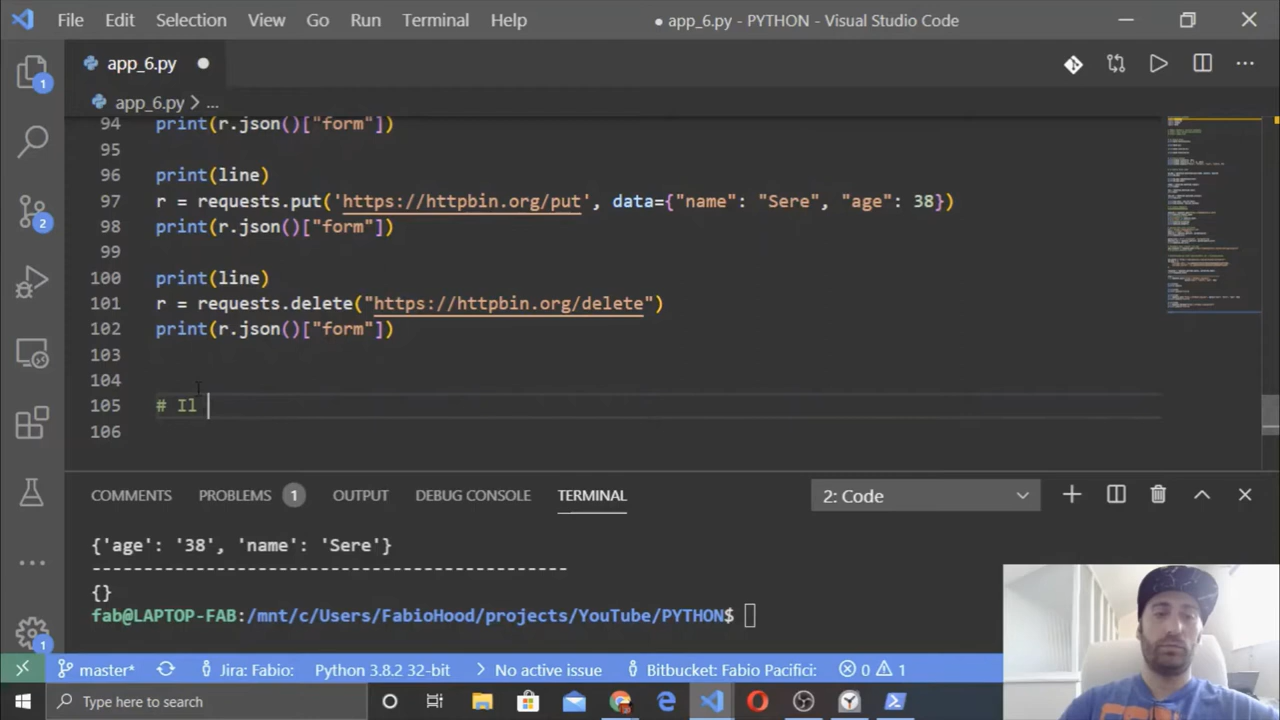 File Edit Selection View Go Run Terminal Help
● app_6.py - PYTHON - Visual Studio Code
app_6.py
1
app_6.py > ...
94 print(r.json()["form"])
95
96 print(line)
97 r = requests.put('https://httpbin.org/put', data={"name": "Sere", "age": 38})
98 print(r.json()["form"])
99
100 print(line)
101 r = requests.delete("https://httpbin.org/delete")
102 print(r.json()["form"])
103
104
105 # Il
106
2
COMMENTS PROBLEMS 1 OUTPUT DEBUG CONSOLE TERMINAL 2: Code
{'age': '38', 'name': 'Sere'}
----------------------------------------------
{}
fab@LAPTOP-FAB:/mnt/c/Users/FabioHood/projects/YouTube/PYTHON$
1
master* Jira: Fabio: Python 3.8.2 32-bit No active issue Bitbucket: Fabio Pacifici: 0 1
Type here to search